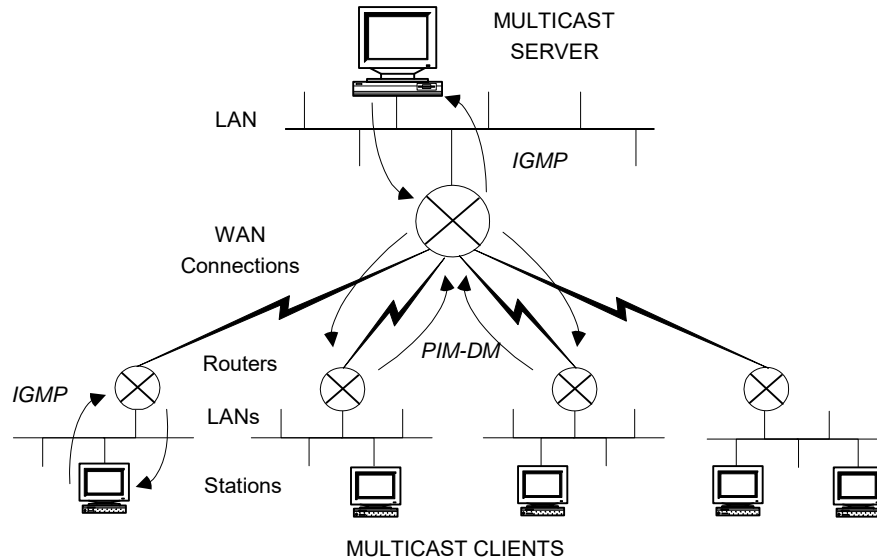 MULTICAST
SERVER
LAN
IGMP
WAN
Connections
PIM-DM
Routers
IGMP
LANs
Stations
MULTICAST CLIENTS